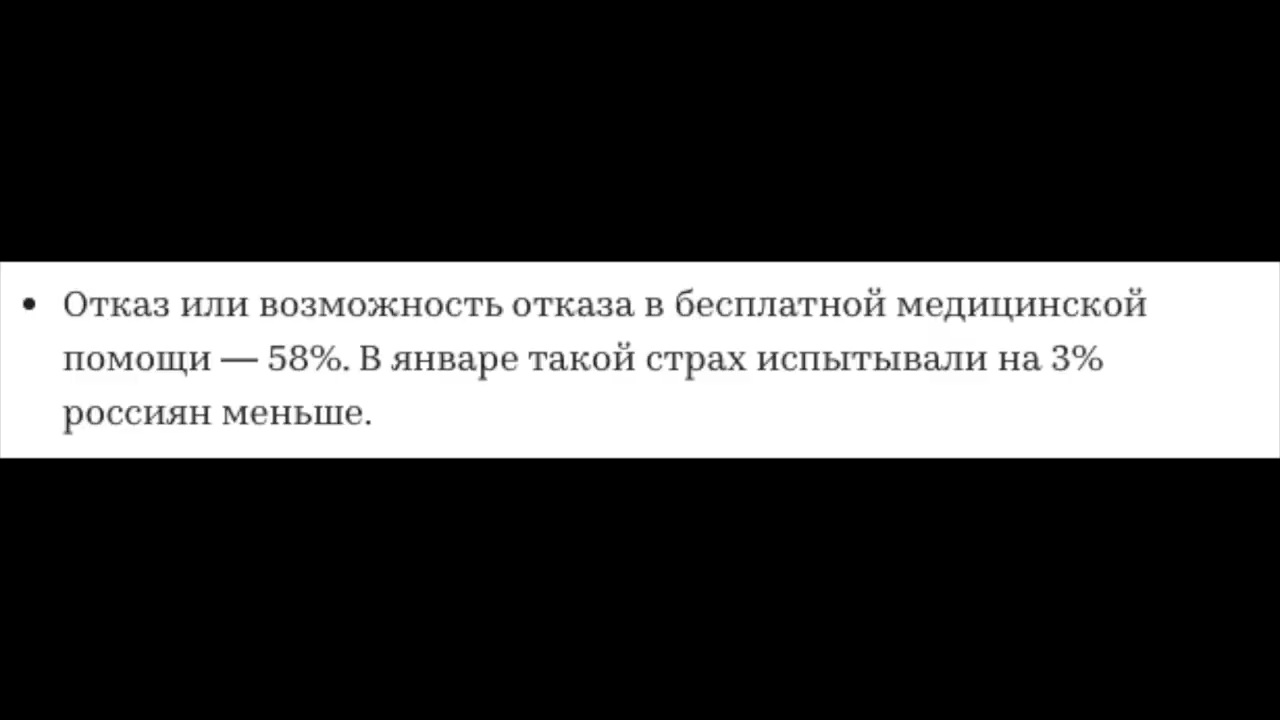 • Отказ или возможность отказа в бесплатной медицинской
помощи — 58%. В январе такой страх испытывали на 3%
россиян меньше.